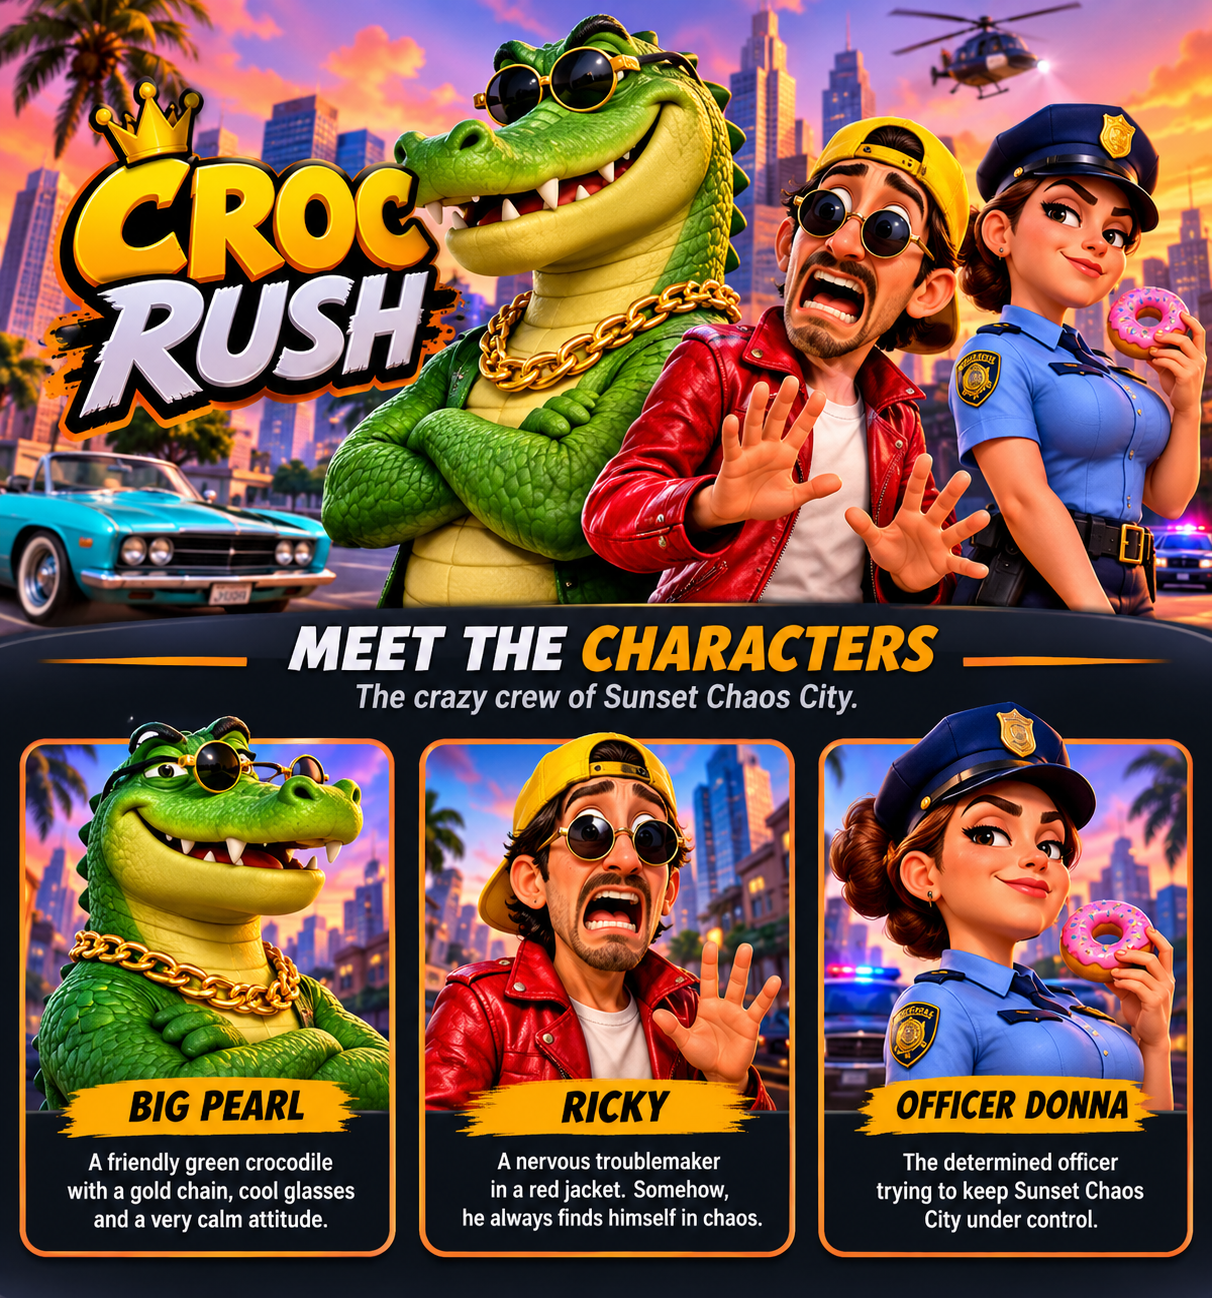 CROC
RUSH
MEET THE CHARACTERS
The crazy crew of Sunset Chaos City.
BIG PEARL
A friendly green crocodile
with a gold chain, cool glasses
and a very calm attitude.
RICKY
A nervous troublemaker
in a red jacket. Somehow,
he always finds himself in chaos.
OFFICER DONNA
The determined officer
trying to keep Sunset Chaos
City under control.